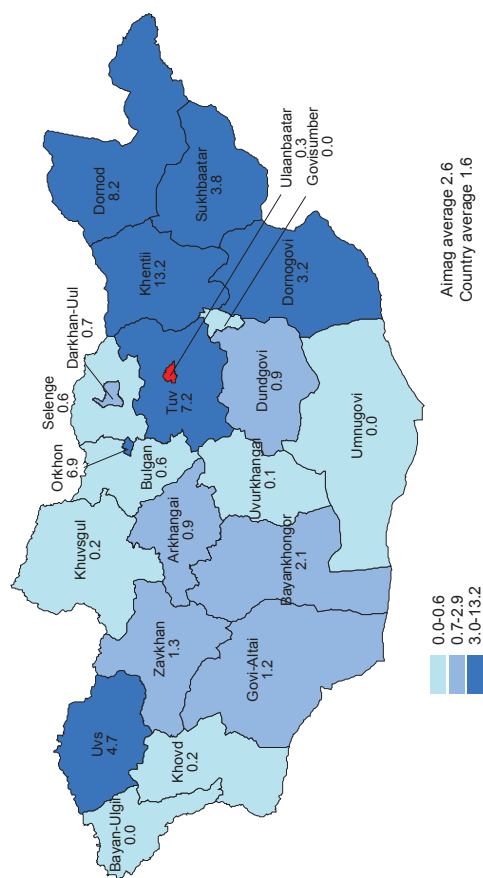 Bayan-Ulgii
0.0
Uvs
4.7
Khovd
0.2
Zavkhan
1.3
Govi-Altai
1.2
Khuvsgul
0.2
Arkhangai
0.9
Bayankhongor
2.1
Orkhon
6.9
Bulgan
0.6
Uvurkhangai
0.1
Selenge
0.6
Darkhan-Uul
0.7
Tuv
7.2
Dundgovi
0.9
Umnugovi
0.0
Khentii
13.2
Dornogovi
3.2
Dornod
8.2
Sukhbaatar
3.8
Ulaanbaatar
0.3
Govisumber
0.0
0.0-0.6
0.7-2.9
3.0-13.2
Aimag average 2.6
Country average 1.6